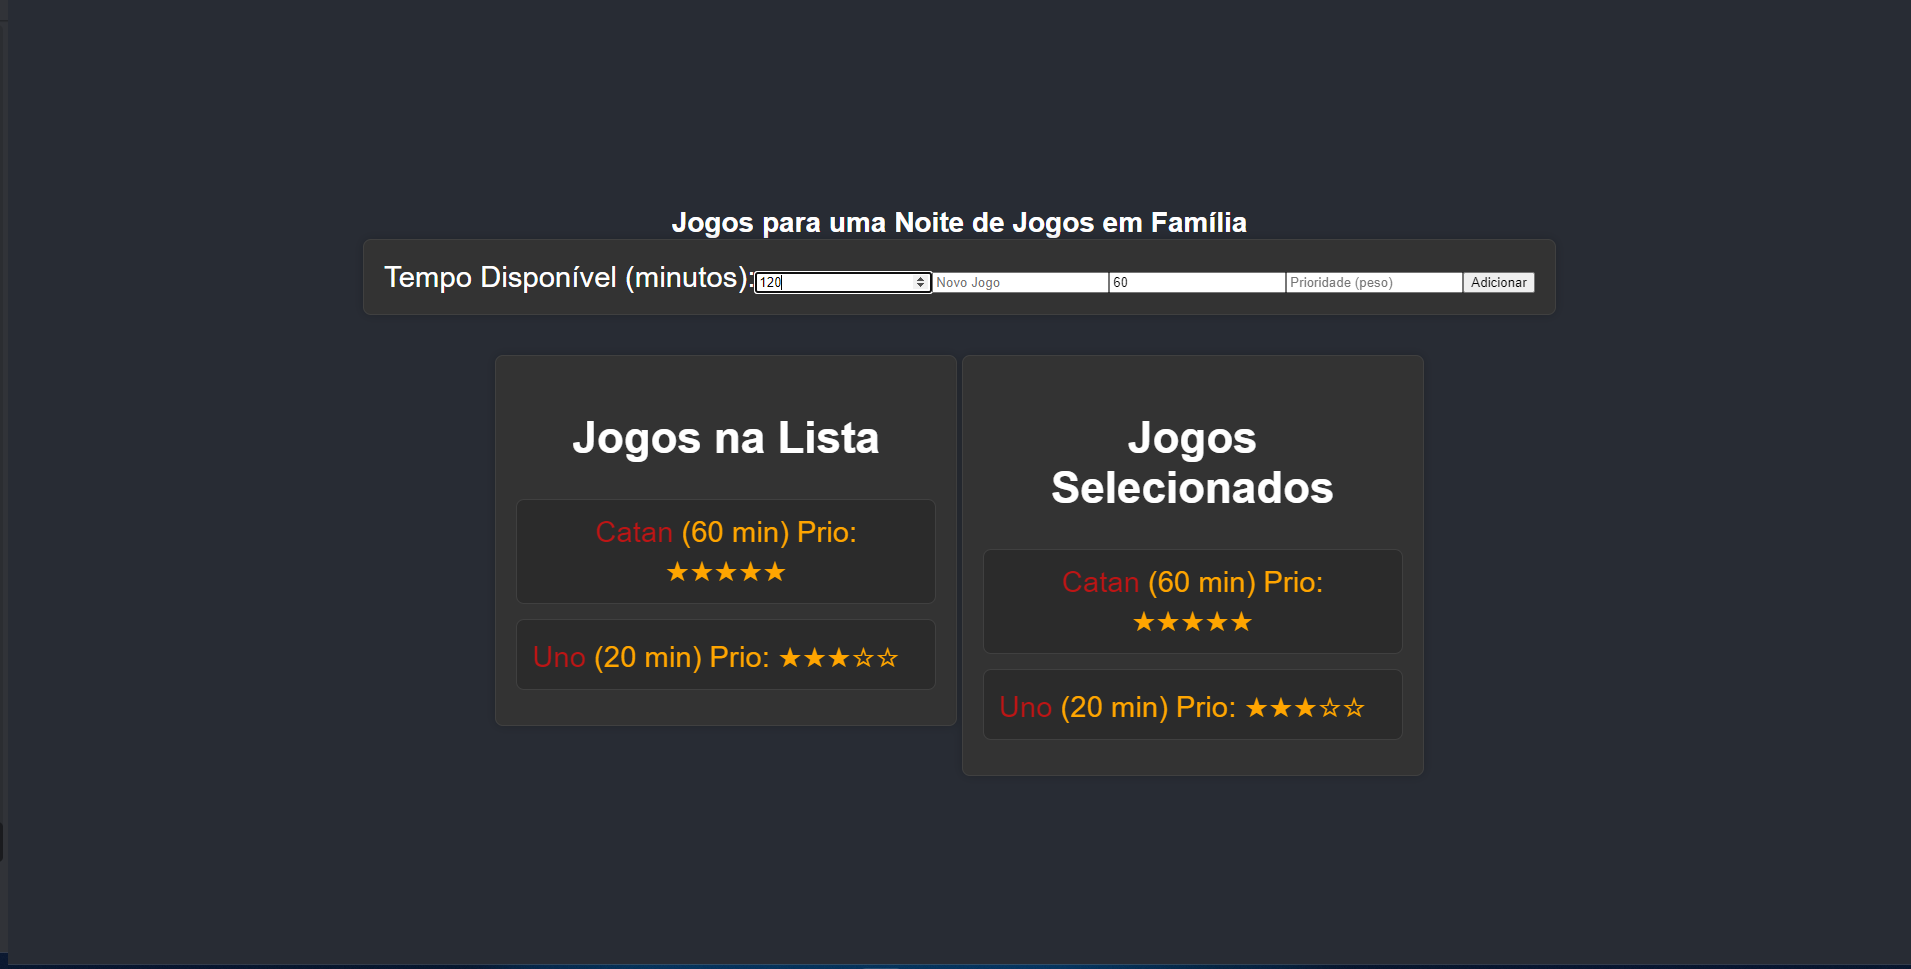 Jogos para uma Noite de Jogos em Família
Tempo Disponível (minutos): 120 Novo Jogo 60 Prioridade (peso) Adicionar
Jogos na Lista
Catan (60 min) Prio:
★★★★★
Uno (20 min) Prio: ★★★☆☆
Jogos
Selecionados
Catan (60 min) Prio:
★★★★★
Uno (20 min) Prio: ★★★☆☆